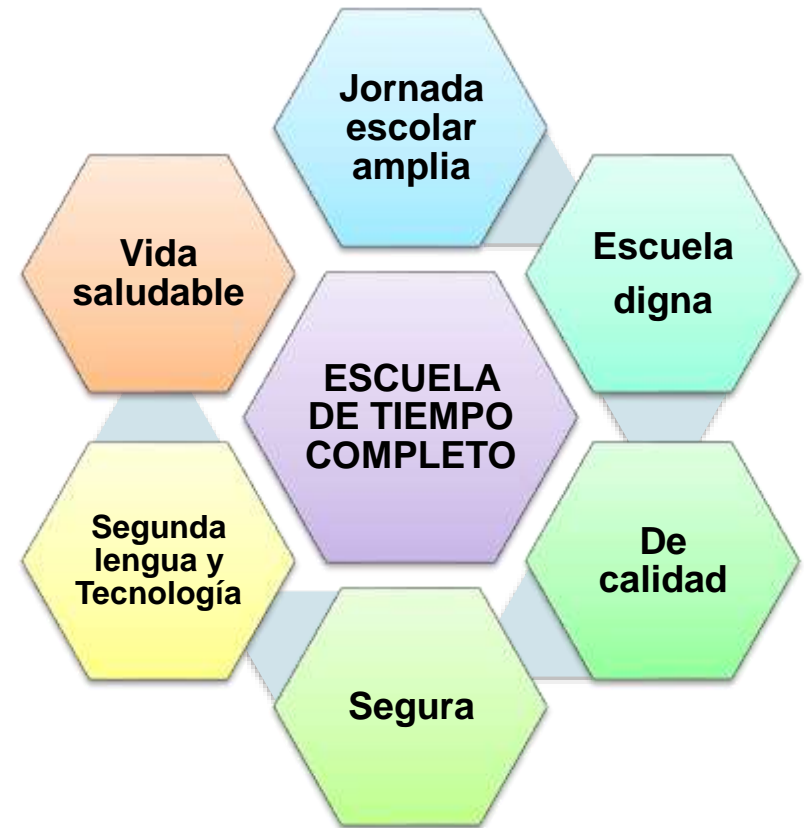 Jornada
escolar
amplia
Escuela
digna
De
calidad
Segura
Segunda
lengua y
Tecnología
Vida
saludable
ESCUELA
DE TIEMPO
COMPLETO